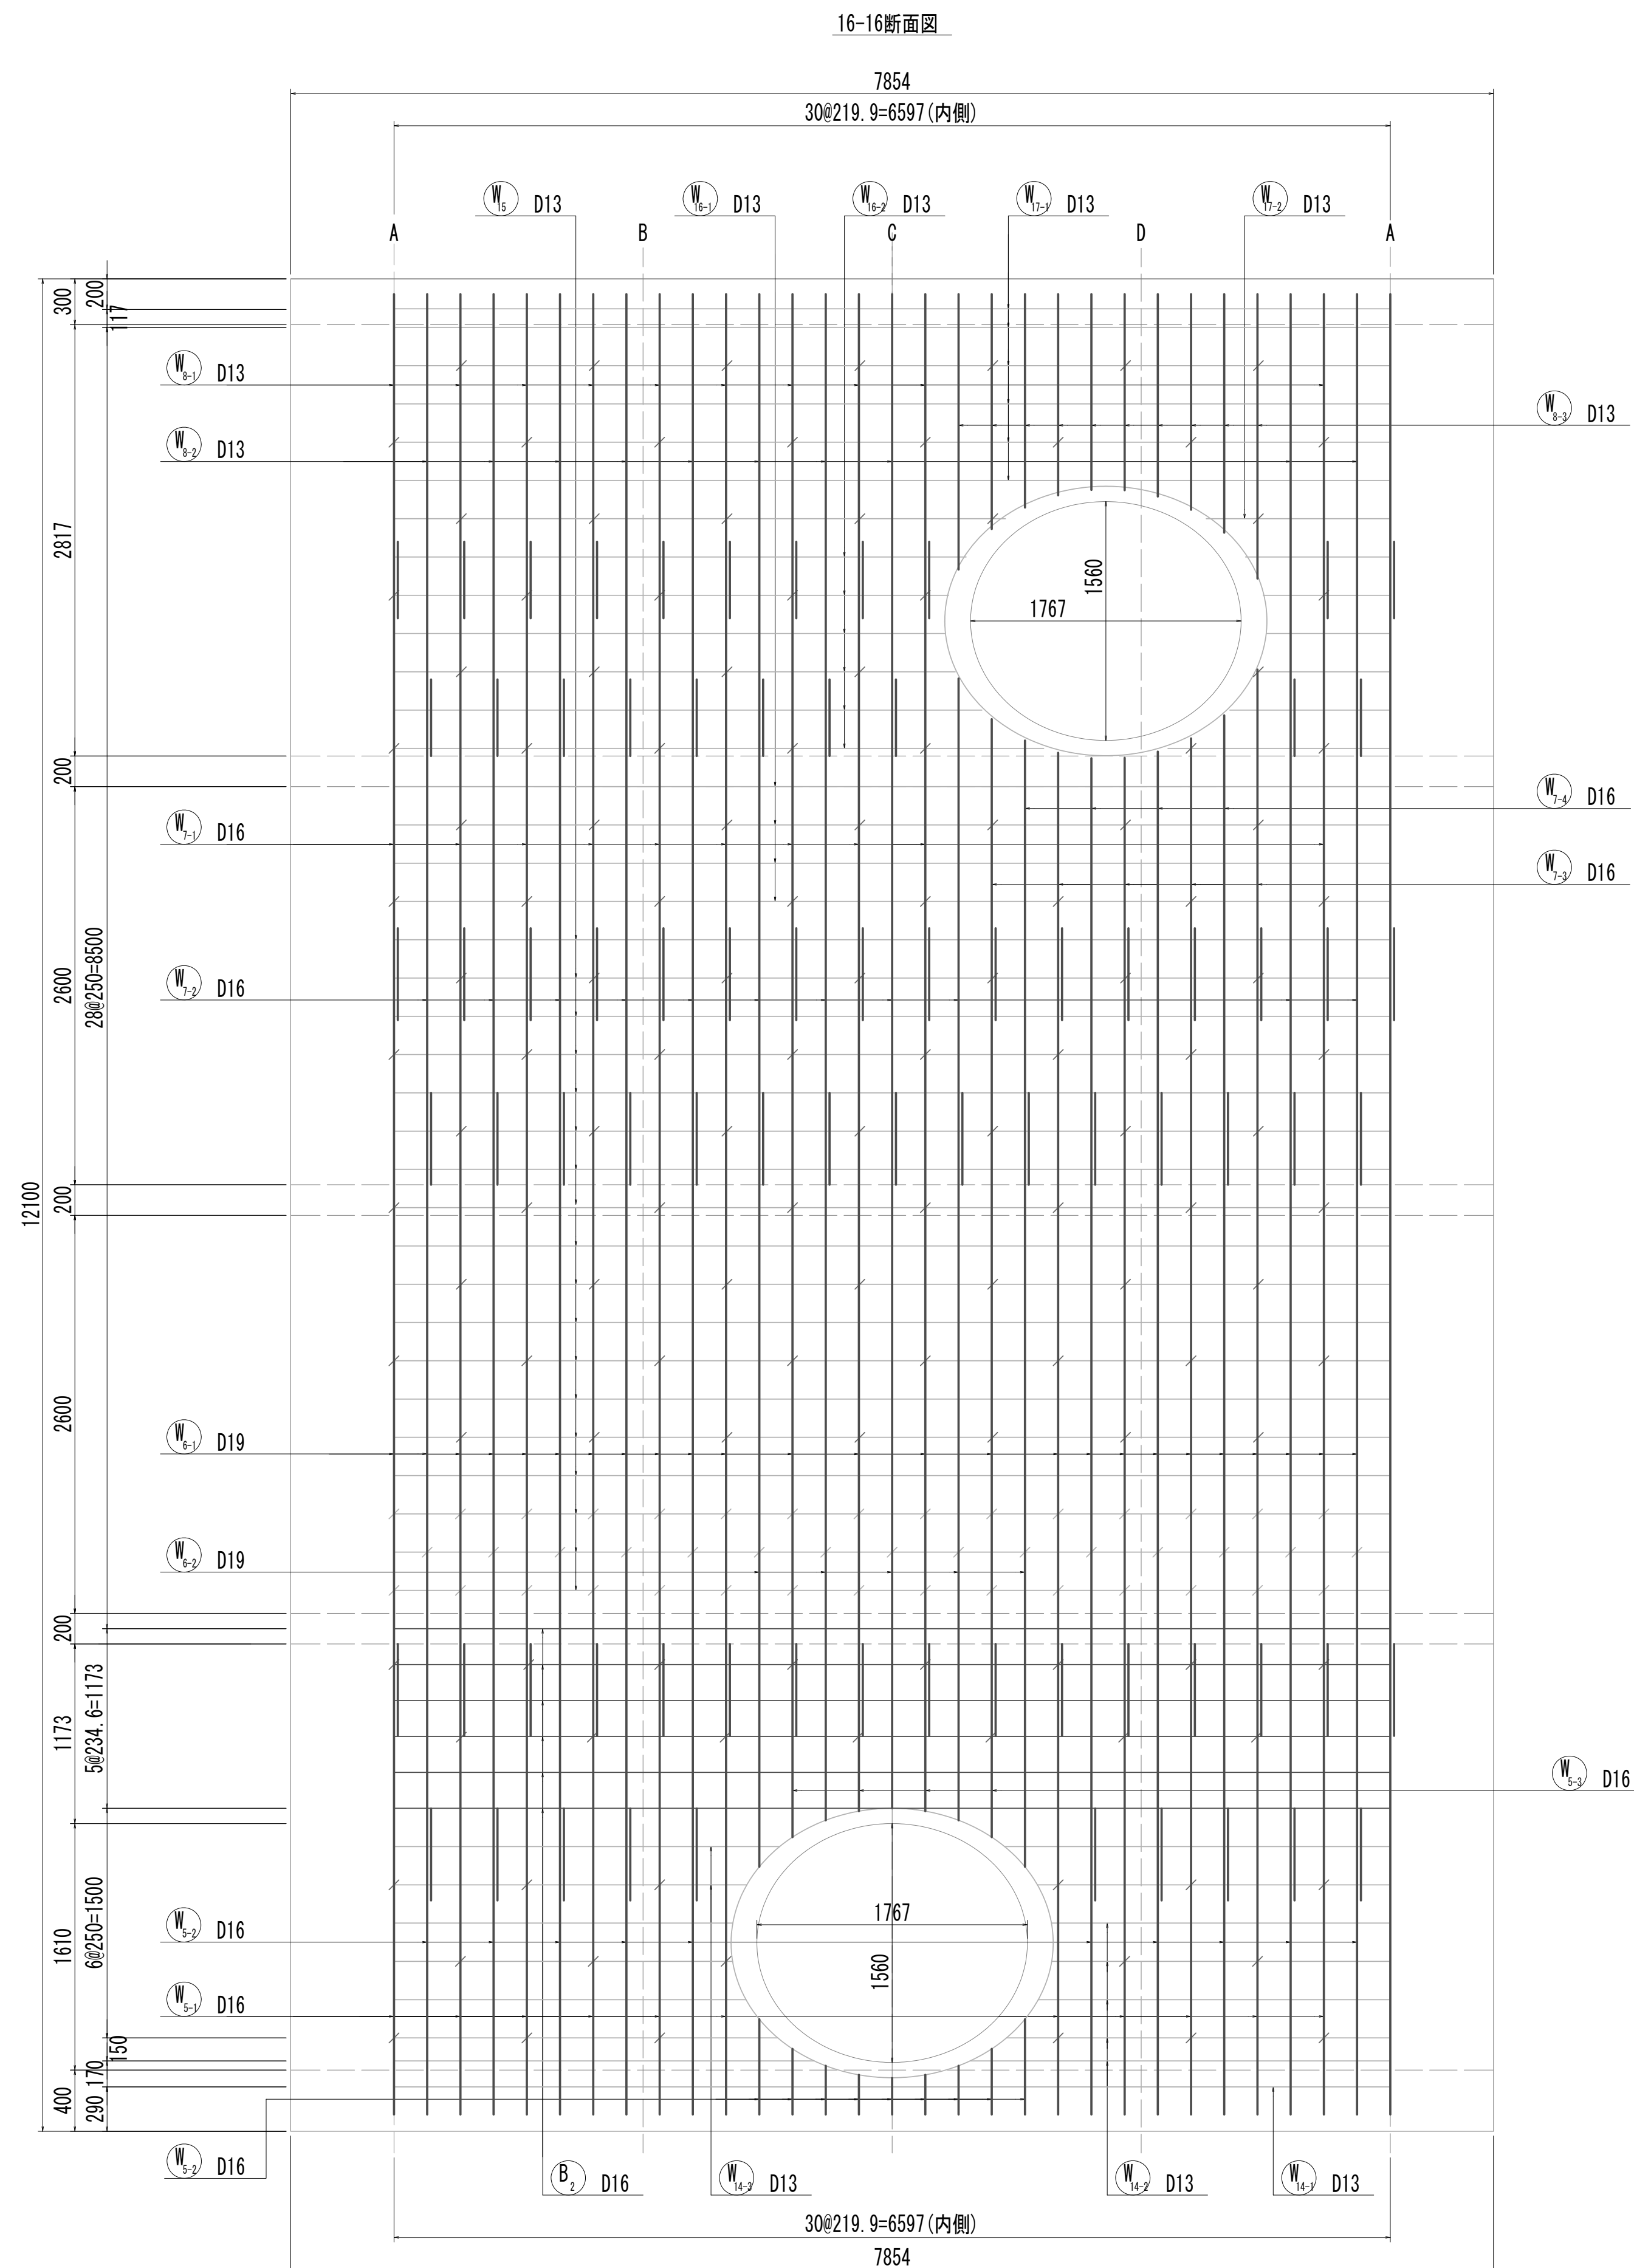 16-16断面図
7854
30@219.9=6597(内側)
W15 D13
W16-1 D13
W16-2 D13
W17-1 D13
W17-2 D13
A
B
C
D
A
300
200
117
W8-1 D13
W8-3 D13
W8-2 D13
2817
1560
1767
200
W7-4 D16
W7-1 D16
W7-3 D16
2600
28@250=8500
W7-2 D16
12100
200
2600
W6-1 D19
W6-2 D19
200
1173
5@234.6=1173
W5-3 D16
1610
6@250=1500
1767
1560
W5-2 D16
W5-1 D16
150
400
290
170
W5-2 D16
B2 D16
W14-3 D13
W14-2 D13
W14-1 D13
30@219.9=6597(内側)
7854